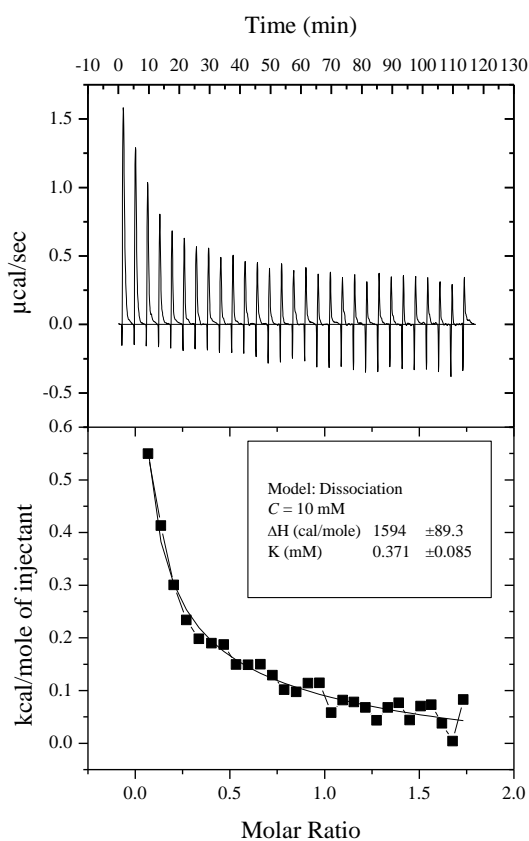 Time (min)
-10 0 10 20 30 40 50 60 70 80 90 100 110 120 130
1.5
1.0
0.5
0.0
-0.5
µcal/sec
0.6
0.5
0.4
0.3
0.2
0.1
0.0
kcal/mole of injectant
Model: Dissociation
C = 10 mM
ΔH (cal/mole) 1594 ±89.3
K (mM) 0.371 ±0.085
0.0 0.5 1.0 1.5 2.0
Molar Ratio